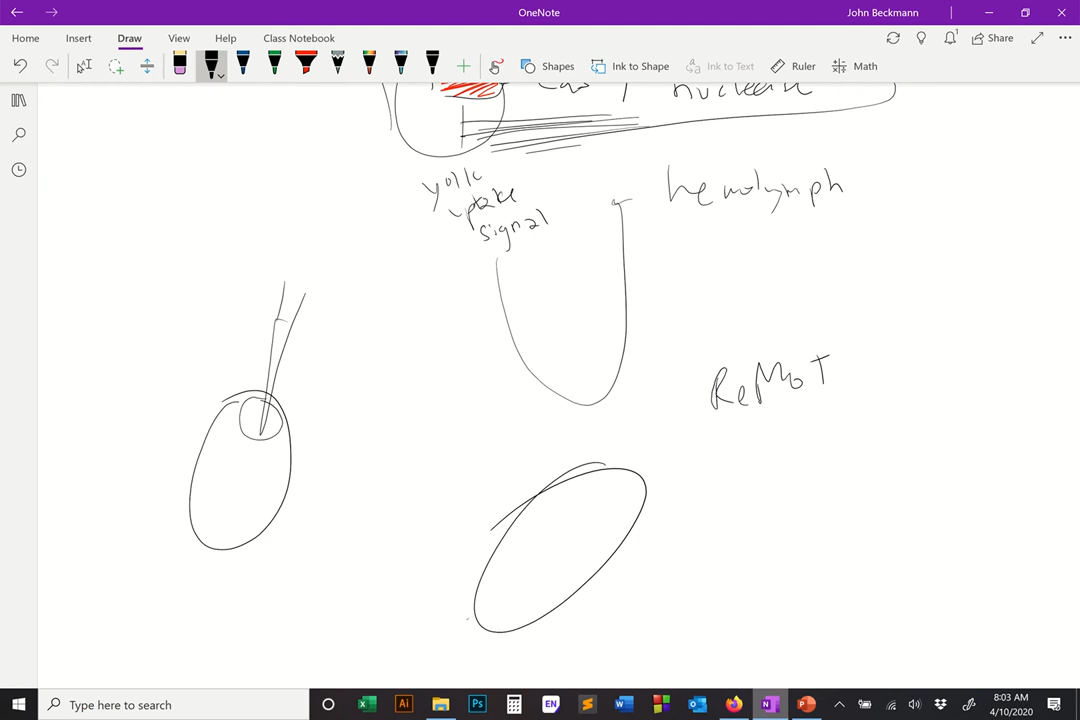 OneNote
John Beckmann
Home Insert Draw View Help Class Notebook
Share
Shapes Ink to Shape Ink to Text Ruler Math
nuclease
yolk
uptake
signal
hemolymph
ReMOT
Type here to search
8:03 AM
4/10/2020